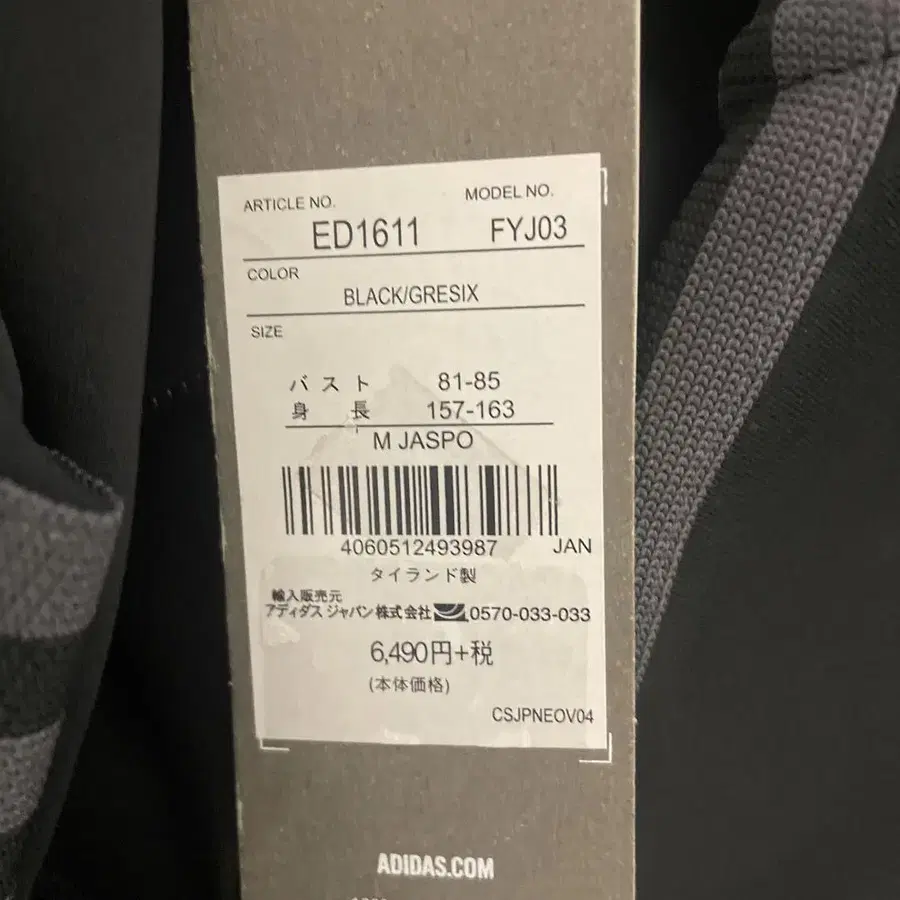 ARTICLE NO. MODEL NO.
ED1611 FYJ03
COLOR
BLACK/GRESIX
SIZE
バスト 81-85
身長 157-163
M JASPO
4060512493987 JAN
タイランド製
輸入販売元
アディダス ジャパン株式会社 0570-033-033
6,490円+税
(本体価格)
CSJPNEOV04
ADIDAS.COM